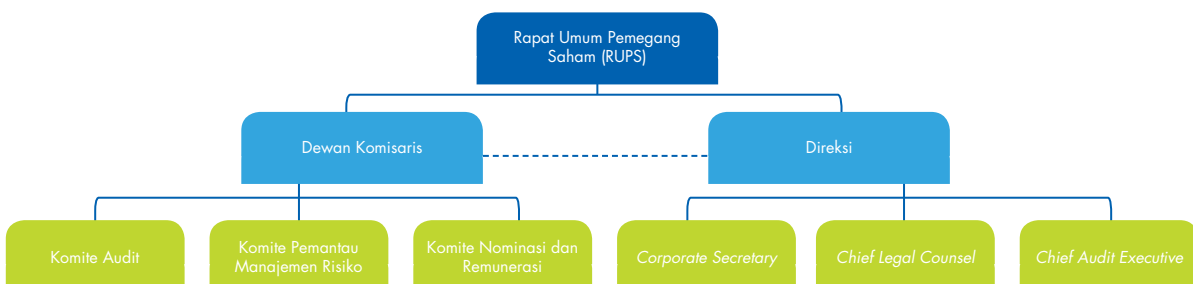 Rapat Umum Pemegang
Saham (RUPS)
Dewan Komisaris
Direksi
Komite Audit
Komite Pemantau
Manajemen Risiko
Komite Nominasi dan
Remunerasi
Corporate Secretary
Chief Legal Counsel
Chief Audit Executive